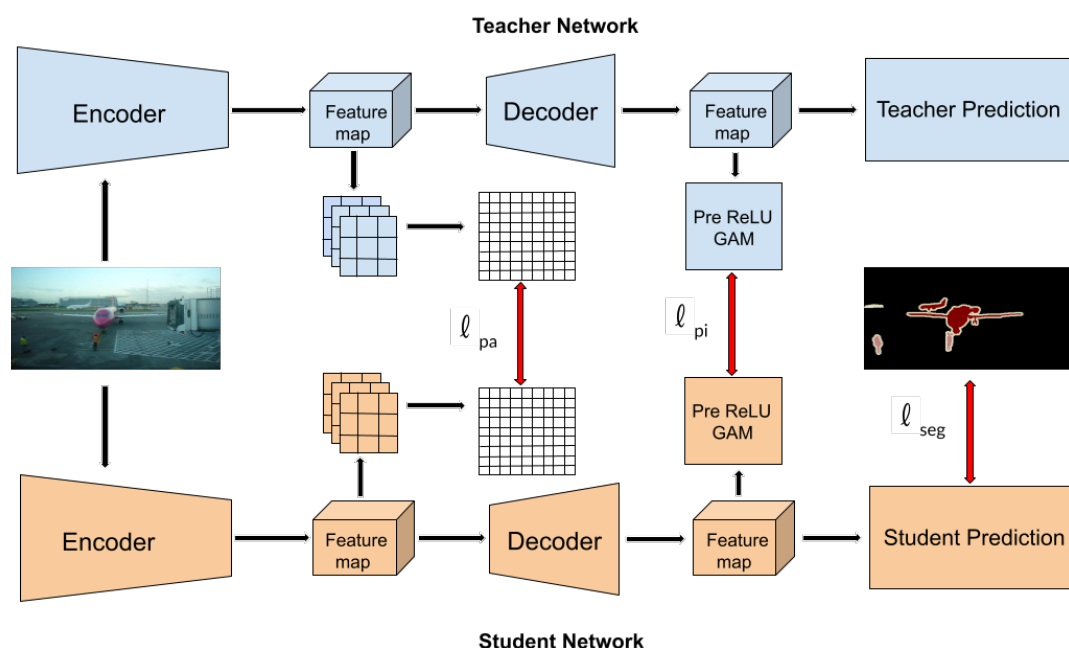 Teacher Network
Encoder
Feature
map
Decoder
Feature
map
Teacher Prediction
Pre ReLU
GAM
ℓ pa
ℓ pi
Pre ReLU
GAM
ℓ seg
Encoder
Feature
map
Decoder
Feature
map
Student Prediction
Student Network